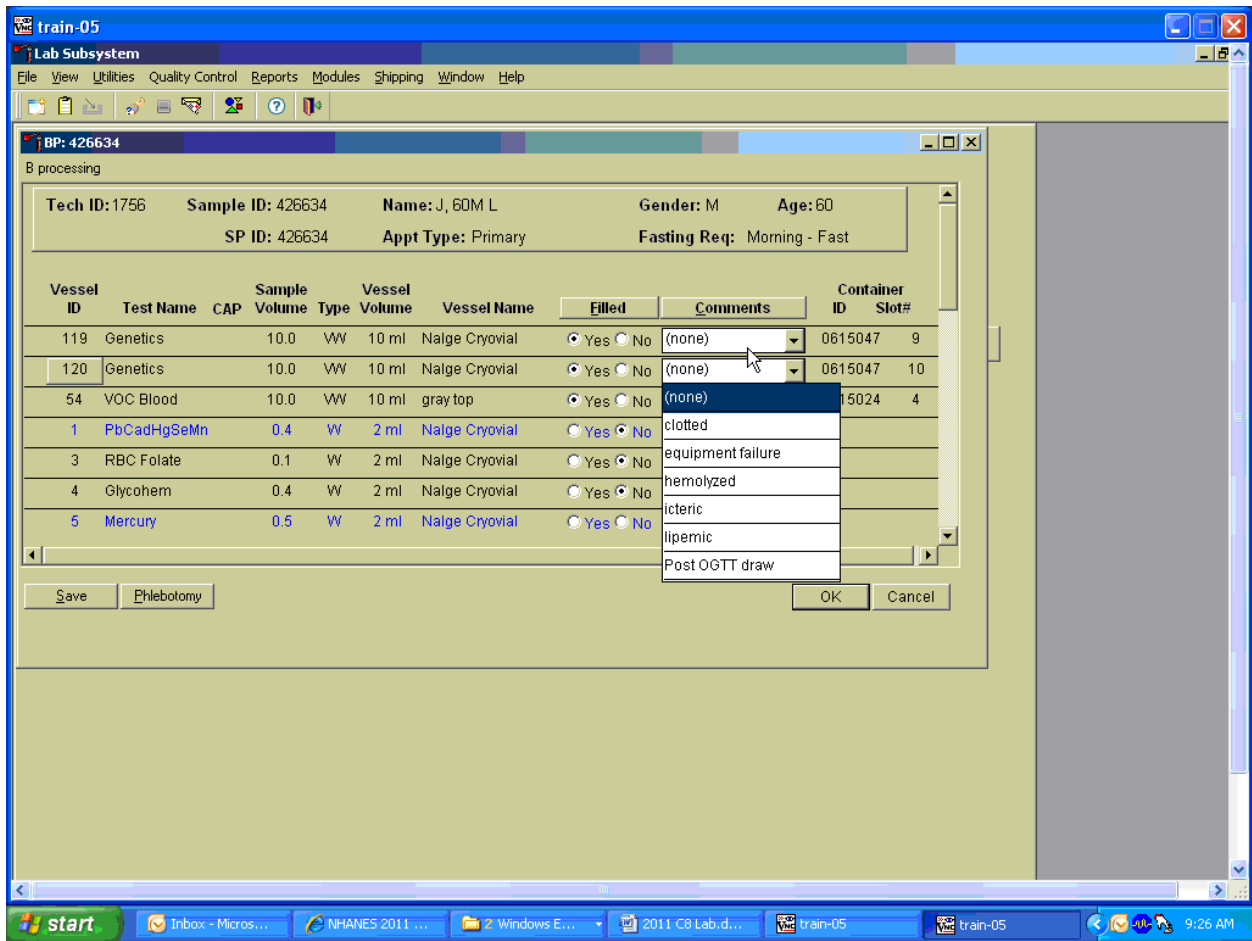 train-05
Lab Subsystem
File View Utilities Quality Control Reports Modules Shipping Window Help
BP: 426634
B processing
Tech ID: 1756 Sample ID: 426634 Name: J, 60M L Gender: M Age: 60
SP ID: 426634 Appt Type: Primary Fasting Req: Morning - Fast
Vessel Sample Vessel Container
ID Test Name CAP Volume Type Volume Vessel Name Filled Comments ID Slot#
119 Genetics 10.0 VW 10 ml Nalge Cryovial Yes No (none) 0615047 9
120 Genetics 10.0 VW 10 ml Nalge Cryovial Yes No (none) 0615047 10
54 VOC Blood 10.0 VW 10 ml gray top Yes No (none) 15024 4
clotted
1 PbCadHgSeMn 0.4 W 2 ml Nalge Cryovial Yes No
equipment failure
3 RBC Folate 0.1 W 2 ml Nalge Cryovial Yes No
hemolyzed
4 Glycohem 0.4 W 2 ml Nalge Cryovial Yes No
icteric
5 Mercury 0.5 W 2 ml Nalge Cryovial Yes No
lipemic
Post OGTT draw
Save Phlebotomy OK Cancel
start Inbox - Micros... NHANES 2011 ... 2 Windows E... 2011 C8 Lab.d... train-05 train-05 9:26 AM